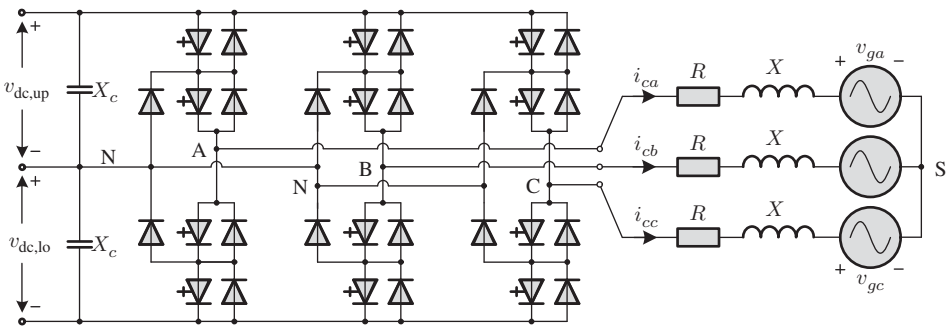 +
v_dc,up
X_c
−
N
+
v_dc,lo
X_c
−
A
N
B
C
i_ca
R
X
+
v_ga
−
i_cb
R
X
S
i_cc
R
X
+
v_gc
−